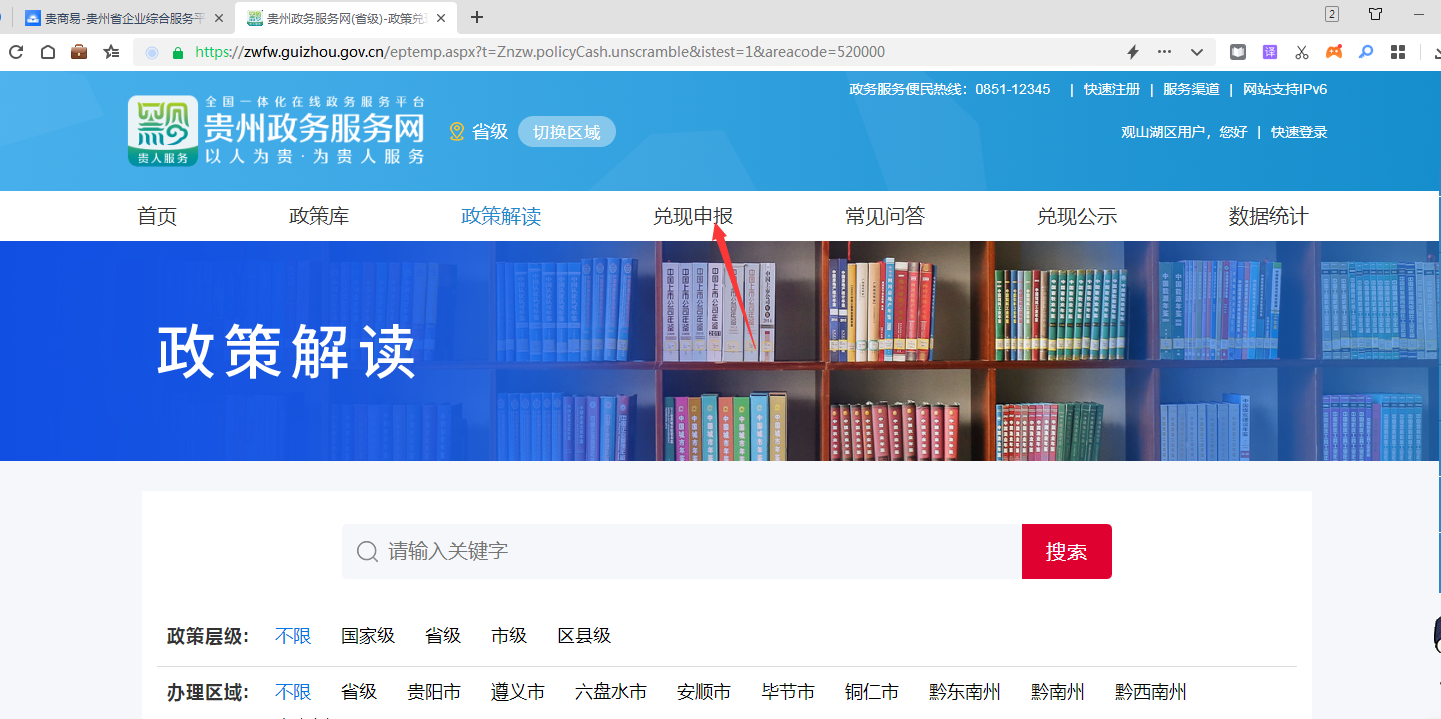 贵商易-贵州省企业综合服务平
贵州政务服务网(省级)-政策兑
2
https://zwfw.guizhou.gov.cn/eptemp.aspx?t=Znzw.policyCash.unscramble&istest=1&areacode=520000
译
政务服务便民热线：0851-12345 | 快速注册 | 服务渠道 | 网站支持IPv6
全国一体化在线政务服务平台
贵州政务服务网
以人为贵·为贵人服务
贵人服务
省级 切换区域
观山湖区用户，您好 | 快速登录
首页 政策库 政策解读 兑现申报 常见问答 兑现公示 数据统计
政策解读
请输入关键字 搜索
政策层级： 不限 国家级 省级 市级 区县级
办理区域： 不限 省级 贵阳市 遵义市 六盘水市 安顺市 毕节市 铜仁市 黔东南州 黔南州 黔西南州